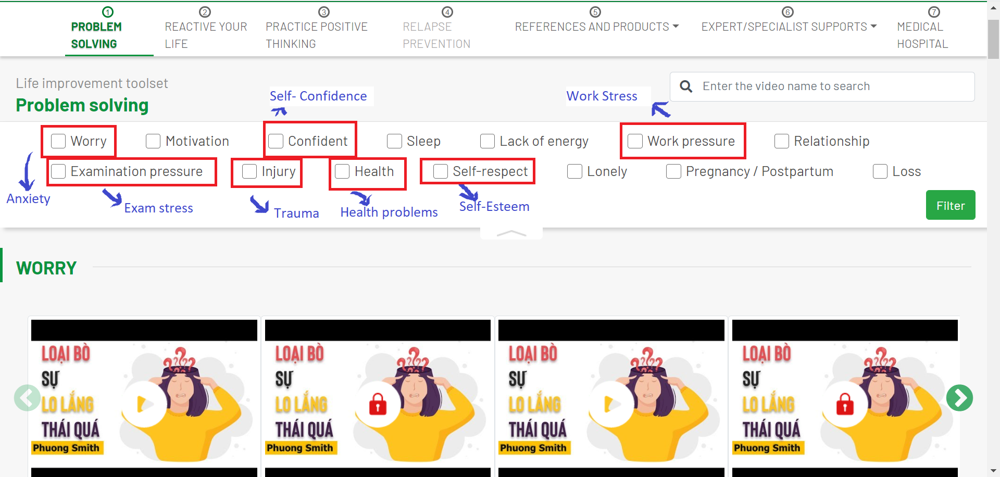 1 2 3 4 5 6 7
PROBLEM SOLVING
REACTIVE YOUR LIFE
PRACTICE POSITIVE THINKING
RELAPSE PREVENTION
REFERENCES AND PRODUCTS
EXPERT/SPECIALIST SUPPORTS
MEDICAL HOSPITAL
Life improvement toolset
Problem solving
Self- Confidence
Work Stress
Enter the video name to search
Worry Motivation Confident Sleep Lack of energy Work pressure Relationship
Examination pressure Injury Health Self-respect Lonely Pregnancy / Postpartum Loss
Anxiety
Exam stress
Trauma
Health problems
Self-Esteem
Filter
WORRY
LOẠI BỎ
SỰ
LO LẮNG
THÁI QUÁ
Phuong Smith
LOẠI BỎ
SỰ
LO LẮNG
THÁI QUÁ
Phuong Smith
LOẠI BỎ
SỰ
LO LẮNG
THÁI QUÁ
Phuong Smith
LOẠI BỎ
SỰ
LO LẮNG
THÁI QUÁ
Phuong Smith